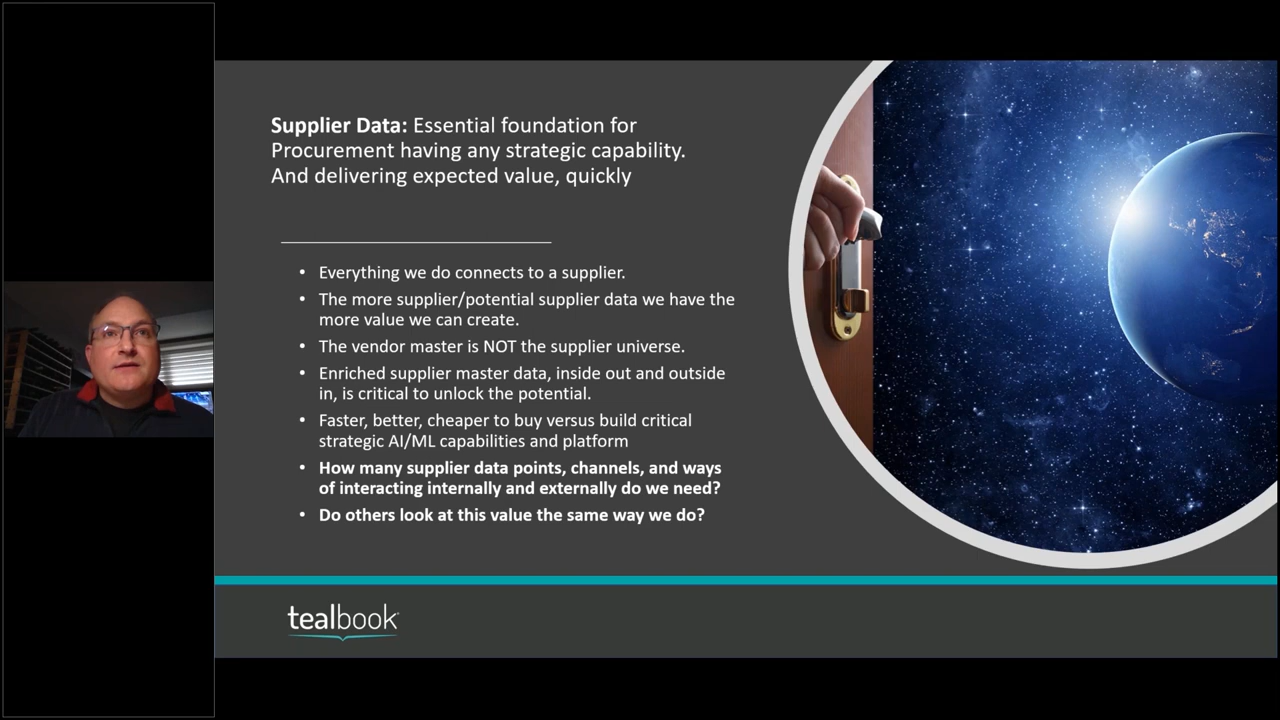 Supplier Data: Essential foundation for
Procurement having any strategic capability.
And delivering expected value, quickly
• Everything we do connects to a supplier.
• The more supplier/potential supplier data we have the
more value we can create.
• The vendor master is NOT the supplier universe.
• Enriched supplier master data, inside out and outside
in, is critical to unlock the potential.
• Faster, better, cheaper to buy versus build critical
strategic AI/ML capabilities and platform
• How many supplier data points, channels, and ways
of interacting internally and externally do we need?
• Do others look at this value the same way we do?
tealbook